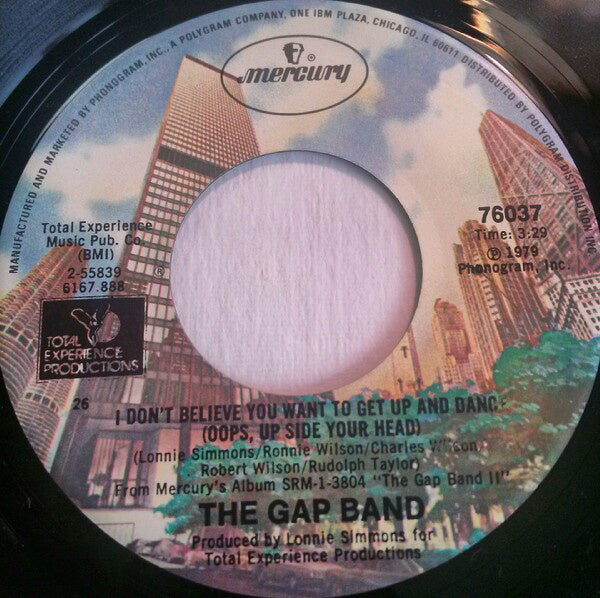 MANUFACTURED AND MARKETED BY PHONOGRAM, INC., A POLYGRAM COMPANY, ONE IBM PLAZA, CHICAGO, IL 60611 DISTRIBUTED BY POLYGRAM DISTRIBUTION INC
mercury ®
Total Experience
Music Pub. Co.
(BMI)
2-55839 ®
6167.888
TOTAL
EXPERIENCE
PRODUCTIONS
76037
Time: 3:29
℗ 1979
Phonogram, Inc.
26
I DON'T BELIEVE YOU WANT TO GET UP AND DANCE
(OOPS, UP SIDE YOUR HEAD)
(Lonnie Simmons/Ronnie Wilson/Charles Wilson,
Robert Wilson/Rudolph Taylor)
From Mercury's Album SRM-1-3804 "The Gap Band II"
THE GAP BAND
Produced by Lonnie Simmons for
Total Experience Productions